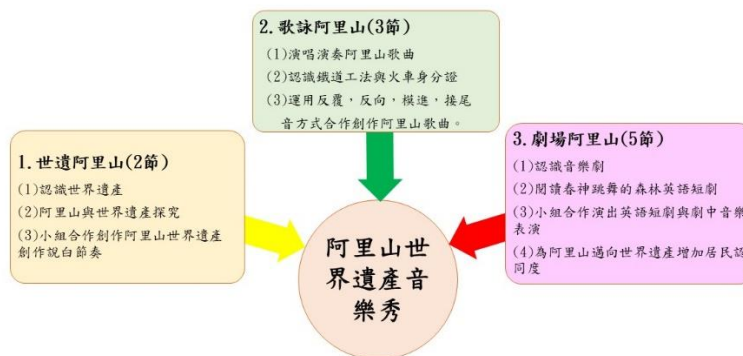 1. 世遺阿里山(2節)
(1)認識世界遺產
(2)阿里山與世界遺產探究
(3)小組合作創作阿里山世界遺產
創作說白節奏
2. 歌詠阿里山(3節)
(1)演唱演奏阿里山歌曲
(2)認識鐵道工法與火車身分證
(3)運用反覆，反向，模進，接尾
音方式合作創作阿里山歌曲。
3. 劇場阿里山(5節)
(1)認識音樂劇
(2)閱讀春神跳舞的森林英語短劇
(3)小組合作演出英語短劇與劇中音樂
表演
(4)為阿里山邁向世界遺產增加居民認
同度
阿里山世
界遺產音
樂秀